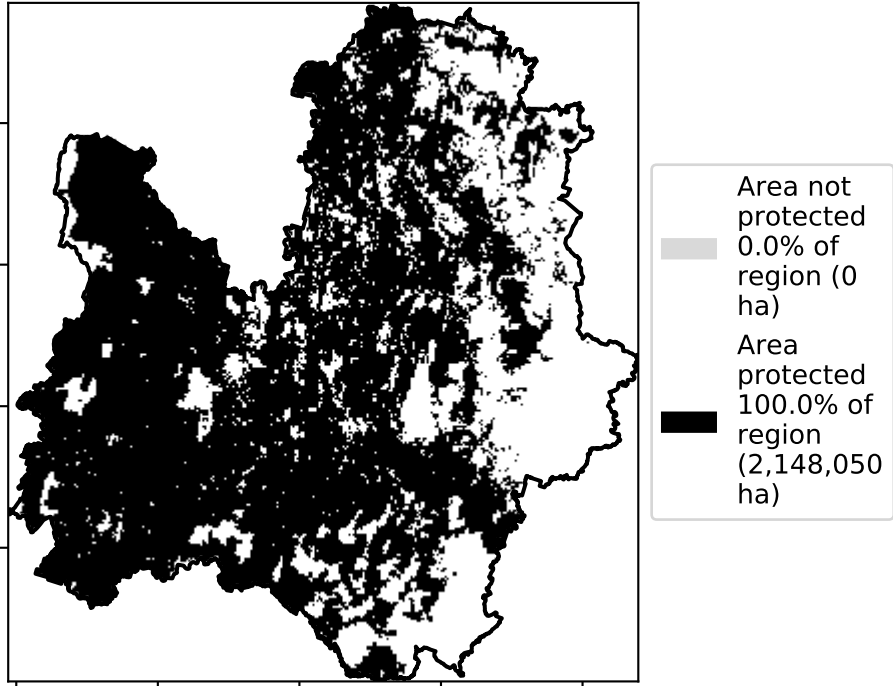 Area not
protected
0.0% of
region (0
ha)
Area
protected
100.0% of
region
(2,148,050
ha)